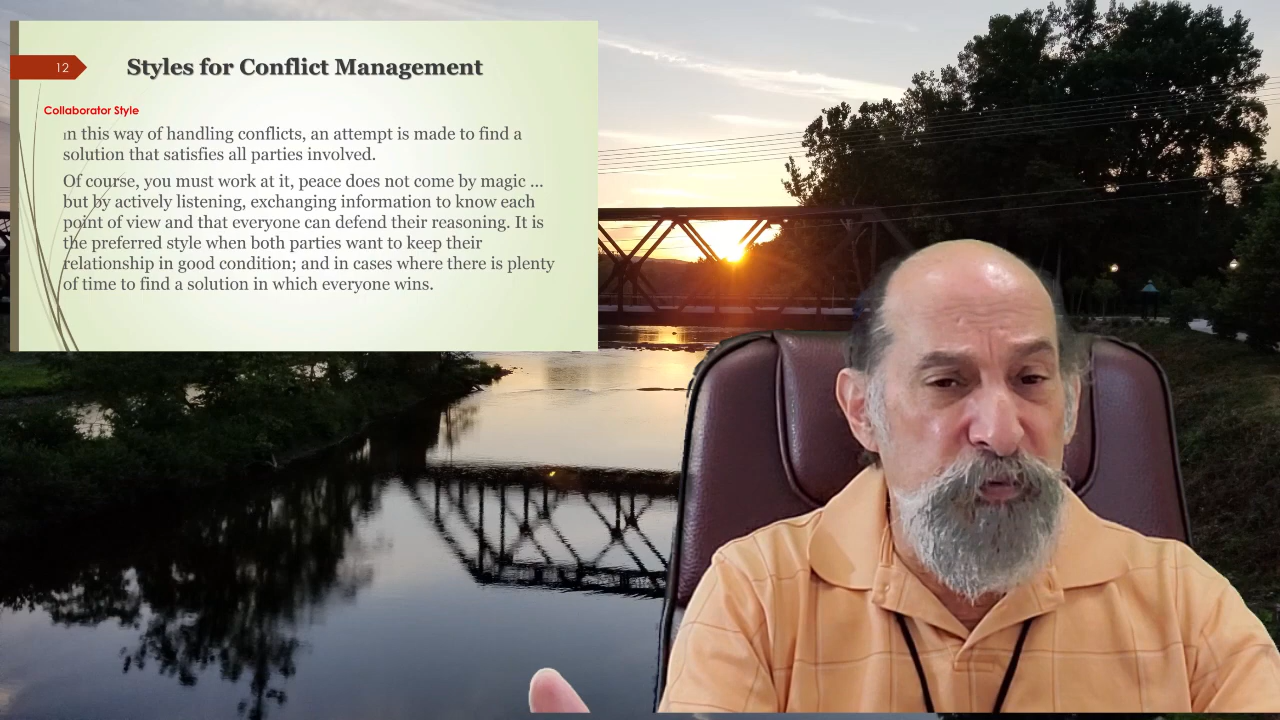 12
Styles for Conflict Management
Collaborator Style
in this way of handling conflicts, an attempt is made to find a
solution that satisfies all parties involved.
Of course, you must work at it, peace does not come by magic ...
but by actively listening, exchanging information to know each
point of view and that everyone can defend their reasoning. It is
the preferred style when both parties want to keep their
relationship in good condition; and in cases where there is plenty
of time to find a solution in which everyone wins.